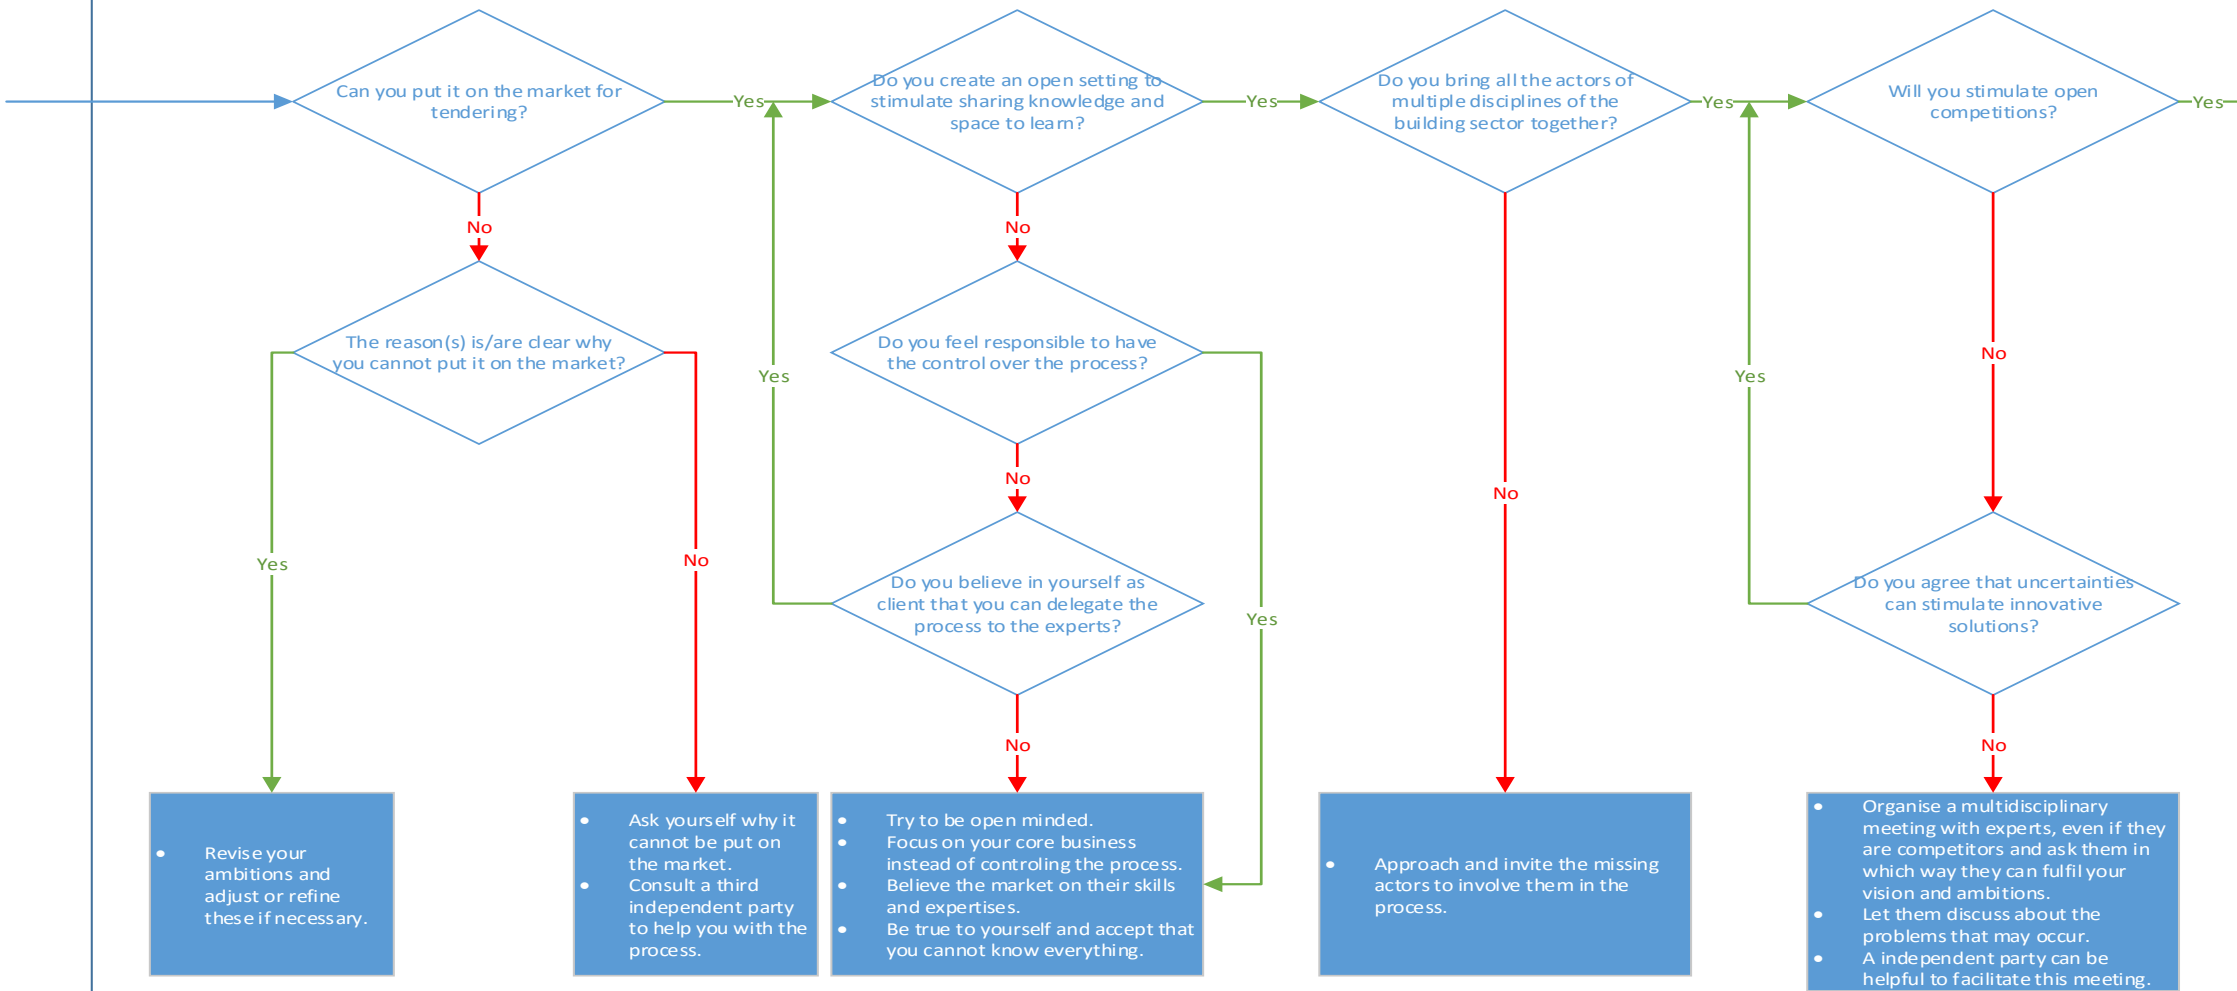 Can you put it on the market for
tendering?
Yes
Do you create an open setting to
stimulate sharing knowledge and
space to learn?
Yes
Do you bring all the actors of
multiple disciplines of the
building sector together?
Yes
Will you stimulate open
competitions?
Yes
No
No
No
No
The reason(s) is/are clear why
you cannot put it on the market?
Do you feel responsible to have
the control over the process?
Yes
Yes
No
Yes
No
Yes
No
Do you believe in yourself as
client that you can delegate the
process to the experts?
Do you agree that uncertainties
can stimulate innovative
solutions?
No
No
• Revise your
ambitions and
adjust or refine
these if necessary.
• Ask yourself why it
cannot be put on
the market.
• Consult a third
independent party
to help you with the
process.
• Try to be open minded.
• Focus on your core business
instead of controling the process.
• Believe the market on their skills
and expertises.
• Be true to yourself and accept that
you cannot know everything.
• Approach and invite the missing
actors to involve them in the
process.
• Organise a multidisciplinary
meeting with experts, even if they
are competitors and ask them in
which way they can fulfil your
vision and ambitions.
• Let them discuss about the
problems that may occur.
• A independent party can be
helpful to facilitate this meeting.